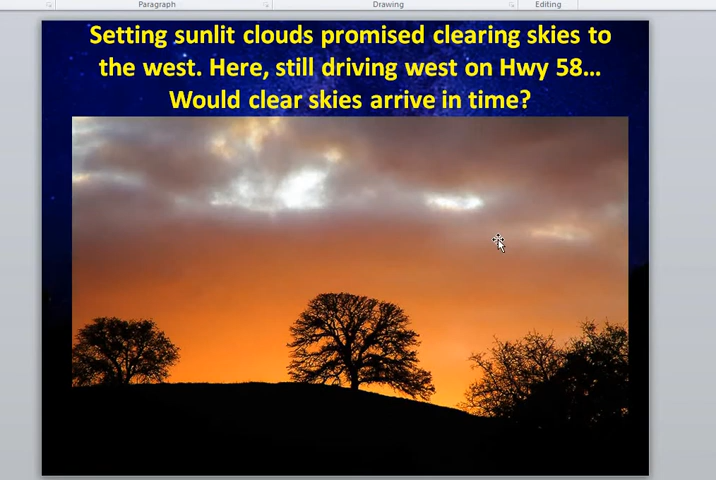 Paragraph Drawing Editing
Setting sunlit clouds promised clearing skies to
the west. Here, still driving west on Hwy 58...
Would clear skies arrive in time?